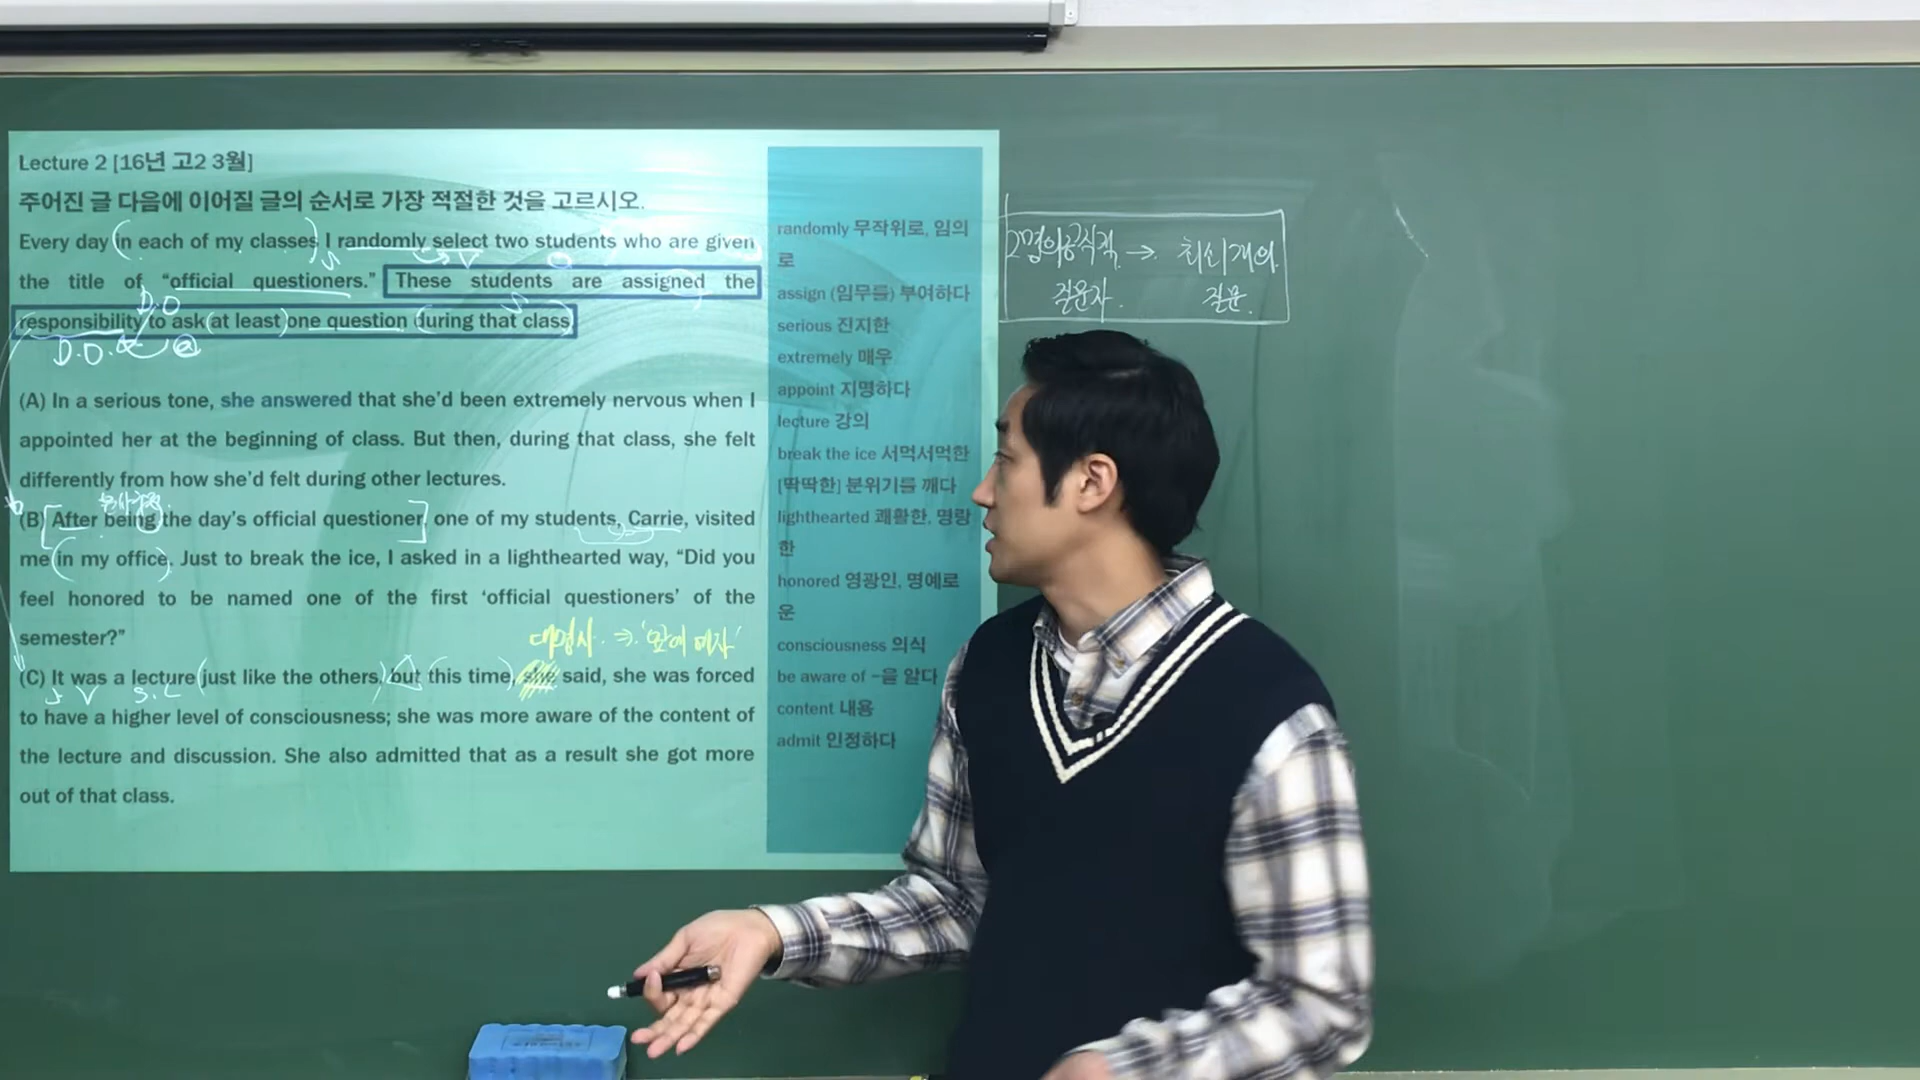 Lecture 2 [16년 고2 3월]
주어진 글 다음에 이어질 글의 순서로 가장 적절한 것을 고르시오.
Every day in each of my classes I randomly select two students who are given
the title of “official questioners.” These students are assigned the
responsibility to ask at least one question during that class.
D.O
D.O.
(A) In a serious tone, she answered that she’d been extremely nervous when I
appointed her at the beginning of class. But then, during that class, she felt
differently from how she’d felt during other lectures.
(B) After being the day’s official questioner, one of my students, Carrie, visited
me in my office. Just to break the ice, I asked in a lighthearted way, “Did you
feel honored to be named one of the first ‘official questioners’ of the
semester?”
대명사. ⇒
(C) It was a lecture just like the others, but this time, she said, she was forced
S V S.C
to have a higher level of consciousness; she was more aware of the content of
the lecture and discussion. She also admitted that as a result she got more
out of that class.
randomly 무작위로, 임의
로
assign (임무를) 부여하다
serious 진지한
extremely 매우
appoint 지명하다
lecture 강의
break the ice 서먹서먹한
[딱딱한] 분위기를 깨다
lighthearted 쾌활한, 명랑
한
honored 영광인, 명예로
운
consciousness 의식
be aware of ~을 알다
content 내용
admit 인정하다
2명의 공식적 → 최소 1개의
질문자. 질문.